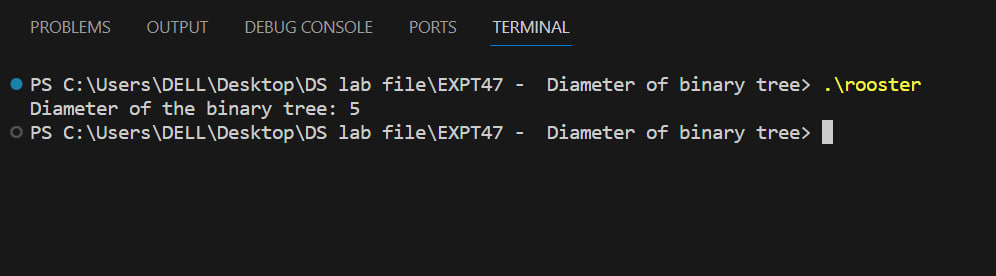 PROBLEMS OUTPUT DEBUG CONSOLE PORTS TERMINAL
PS C:\Users\DELL\Desktop\DS lab file\EXPT47 -  Diameter of binary tree> .\rooster
Diameter of the binary tree: 5
PS C:\Users\DELL\Desktop\DS lab file\EXPT47 -  Diameter of binary tree>